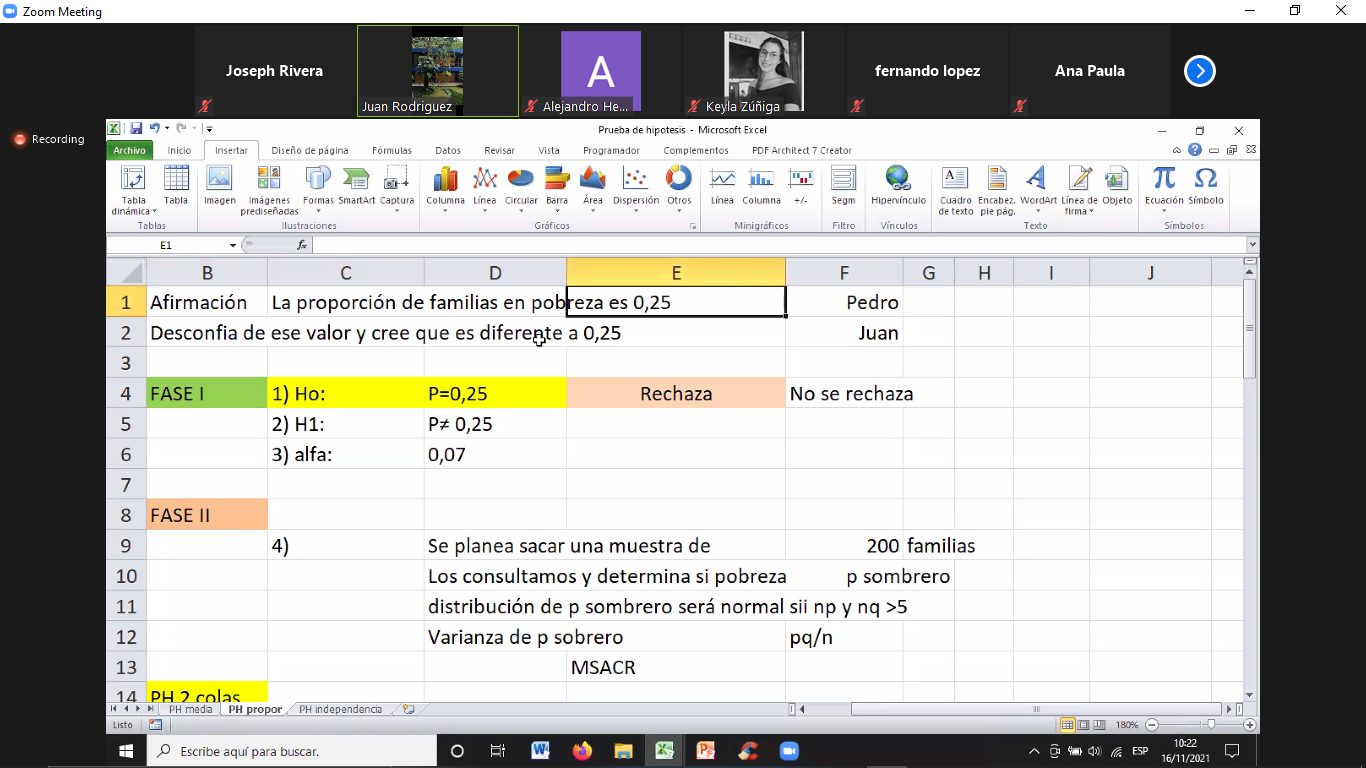 Zoom Meeting
Joseph Rivera
Juan Rodriguez
A
Alejandro He...
Keyla Zúñiga
fernando lopez
Ana Paula
Recording
Prueba de hipotesis - Microsoft Excel
Archivo Inicio Insertar Diseño de página Fórmulas Datos Revisar Vista Programador Complementos PDF Architect 7 Creator
Tabla dinámica Tabla Imagen Imágenes prediseñadas Formas SmartArt Captura Columna Línea Circular Barra Área Dispersión Otros Línea Columna +/- Segm Hipervínculo Cuadro de texto Encabez. pie pág. WordArt Línea de firma Objeto Ecuación Símbolo
Tablas Ilustraciones Gráficos Minigráficos Filtro Vínculos Texto Símbolos
E1 fx
B C D E F G H I J
1 Afirmación La proporción de familias en pobreza es 0,25 Pedro
2 Desconfia de ese valor y cree que es diferente a 0,25 Juan
3
4 FASE I 1) Ho: P=0,25 Rechaza No se rechaza
5 2) H1: P≠ 0,25
6 3) alfa: 0,07
7
8 FASE II
9 4) Se planea sacar una muestra de 200 familias
10 Los consultamos y determina si pobreza p sombrero
11 distribución de p sombrero será normal sii np y nq >5
12 Varianza de p sobrero pq/n
13 MSACR
14 PH 2 colas
PH media PH propor PH independencia
Listo 180%
Escribe aquí para buscar.
ESP
10:22
16/11/2021